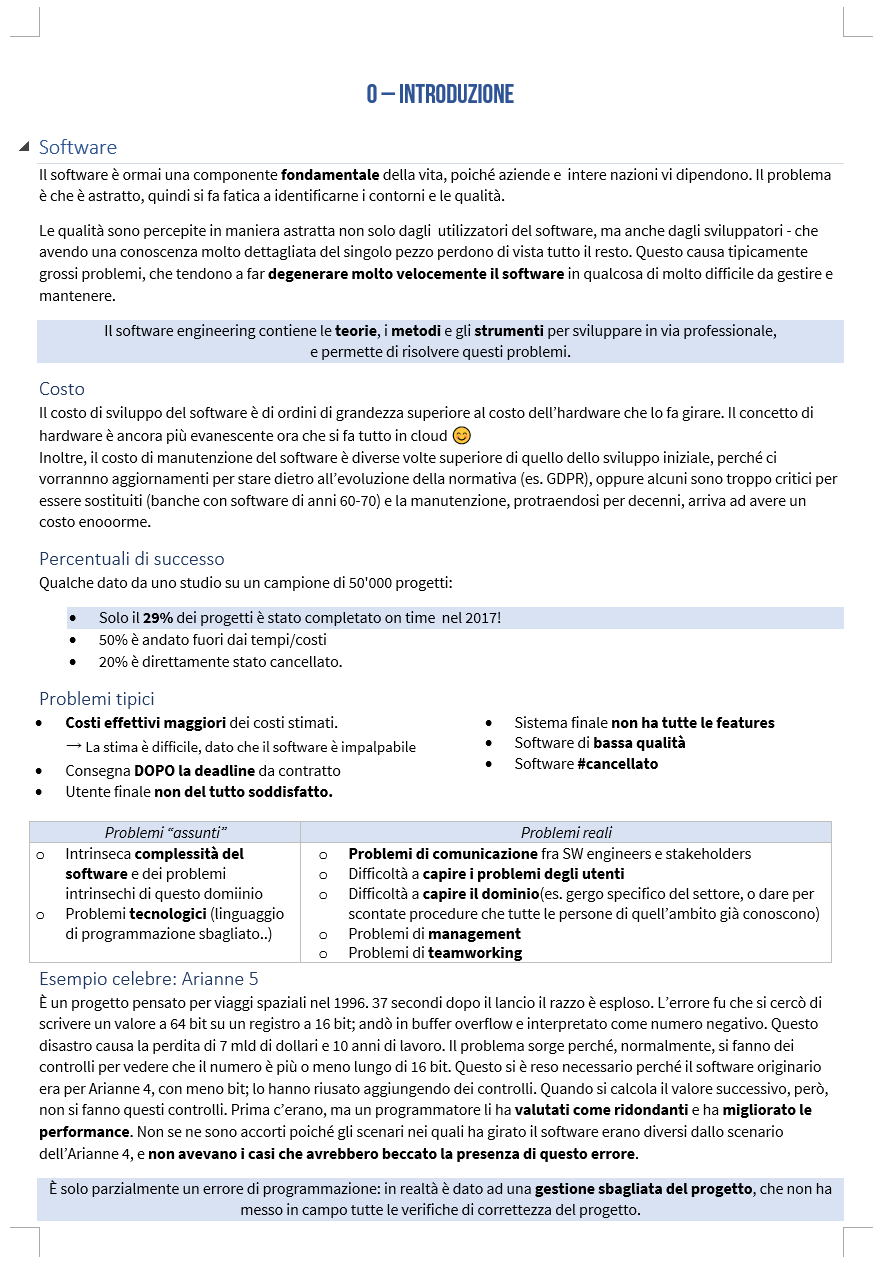 0 – INTRODUZIONE
Software
Il software è ormai una componente fondamentale della vita, poiché aziende e  intere nazioni vi dipendono. Il problema
è che è astratto, quindi si fa fatica a identificarne i contorni e le qualità.
Le qualità sono percepite in maniera astratta non solo dagli  utilizzatori del software, ma anche dagli sviluppatori - che
avendo una conoscenza molto dettagliata del singolo pezzo perdono di vista tutto il resto. Questo causa tipicamente
grossi problemi, che tendono a far degenerare molto velocemente il software in qualcosa di molto difficile da gestire e
mantenere.
Il software engineering contiene le teorie, i metodi e gli strumenti per sviluppare in via professionale,
e permette di risolvere questi problemi.
Costo
Il costo di sviluppo del software è di ordini di grandezza superiore al costo dell'hardware che lo fa girare. Il concetto di
hardware è ancora più evanescente ora che si fa tutto in cloud 😊
Inoltre, il costo di manutenzione del software è diverse volte superiore di quello dello sviluppo iniziale, perché ci
vorrannno aggiornamenti per stare dietro all'evoluzione della normativa (es. GDPR), oppure alcuni sono troppo critici per
essere sostituiti (banche con software di anni 60-70) e la manutenzione, protraendosi per decenni, arriva ad avere un
costo enooorme.
Percentuali di successo
Qualche dato da uno studio su un campione di 50'000 progetti:
• Solo il 29% dei progetti è stato completato on time  nel 2017!
• 50% è andato fuori dai tempi/costi
• 20% è direttamente stato cancellato.
Problemi tipici
• Costi effettivi maggiori dei costi stimati.
→ La stima è difficile, dato che il software è impalpabile
• Consegna DOPO la deadline da contratto
• Utente finale non del tutto soddisfatto.
• Sistema finale non ha tutte le features
• Software di bassa qualità
• Software #cancellato
Problemi "assunti"
o Intrinseca complessità del
software e dei problemi
intrinsechi di questo domiinio
o Problemi tecnologici (linguaggio
di programmazione sbagliato..)
Problemi reali
o Problemi di comunicazione fra SW engineers e stakeholders
o Difficoltà a capire i problemi degli utenti
o Difficoltà a capire il dominio(es. gergo specifico del settore, o dare per
scontate procedure che tutte le persone di quell'ambito già conoscono)
o Problemi di management
o Problemi di teamworking
Esempio celebre: Arianne 5
È un progetto pensato per viaggi spaziali nel 1996. 37 secondi dopo il lancio il razzo è esploso. L'errore fu che si cercò di
scrivere un valore a 64 bit su un registro a 16 bit; andò in buffer overflow e interpretato come numero negativo. Questo
disastro causa la perdita di 7 mld di dollari e 10 anni di lavoro. Il problema sorge perché, normalmente, si fanno dei
controlli per vedere che il numero è più o meno lungo di 16 bit. Questo si è reso necessario perché il software originario
era per Arianne 4, con meno bit; lo hanno riusato aggiungendo dei controlli. Quando si calcola il valore successivo, però,
non si fanno questi controlli. Prima c'erano, ma un programmatore li ha valutati come ridondanti e ha migliorato le
performance. Non se ne sono accorti poiché gli scenari nei quali ha girato il software erano diversi dallo scenario
dell'Arianne 4, e non avevano i casi che avrebbero beccato la presenza di questo errore.
È solo parzialmente un errore di programmazione: in realtà è dato ad una gestione sbagliata del progetto, che non ha
messo in campo tutte le verifiche di correttezza del progetto.